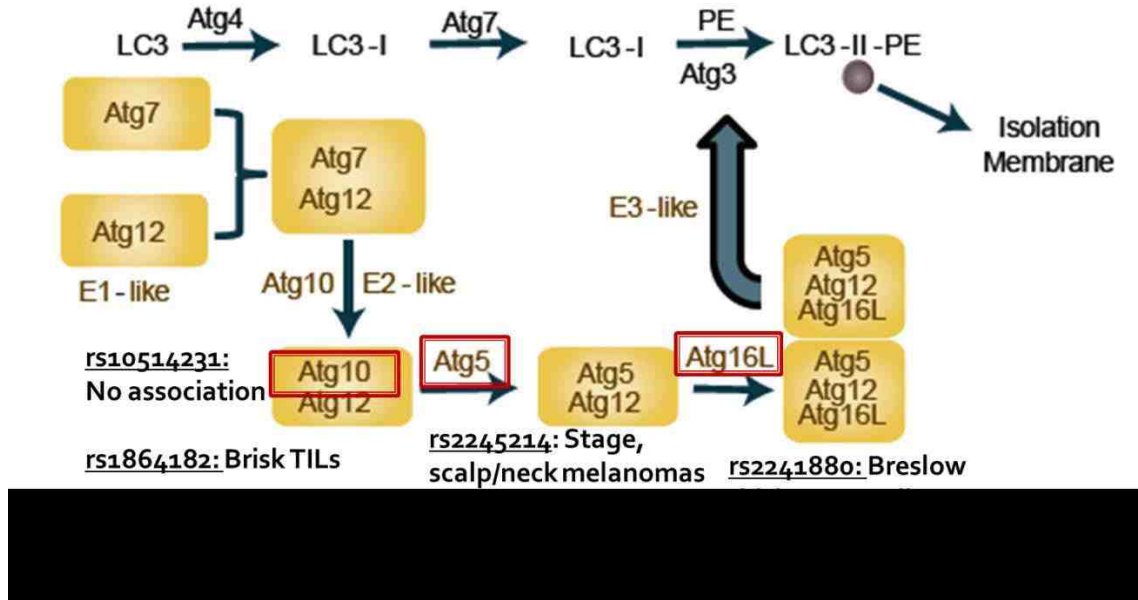 LC3 Atg4 LC3-I Atg7 LC3-I PE Atg3 LC3-II-PE
Isolation
Membrane
Atg7
Atg12
E1-like
Atg7
Atg12
Atg10 E2-like
E3-like
Atg5
Atg12
Atg16L
rs10514231:
No association
Atg10
Atg12
Atg5
Atg5
Atg12
Atg16L
Atg5
Atg12
Atg16L
rs1864182: Brisk TILs
rs2245214: Stage,
scalp/neck melanomas
rs2241880: Breslow